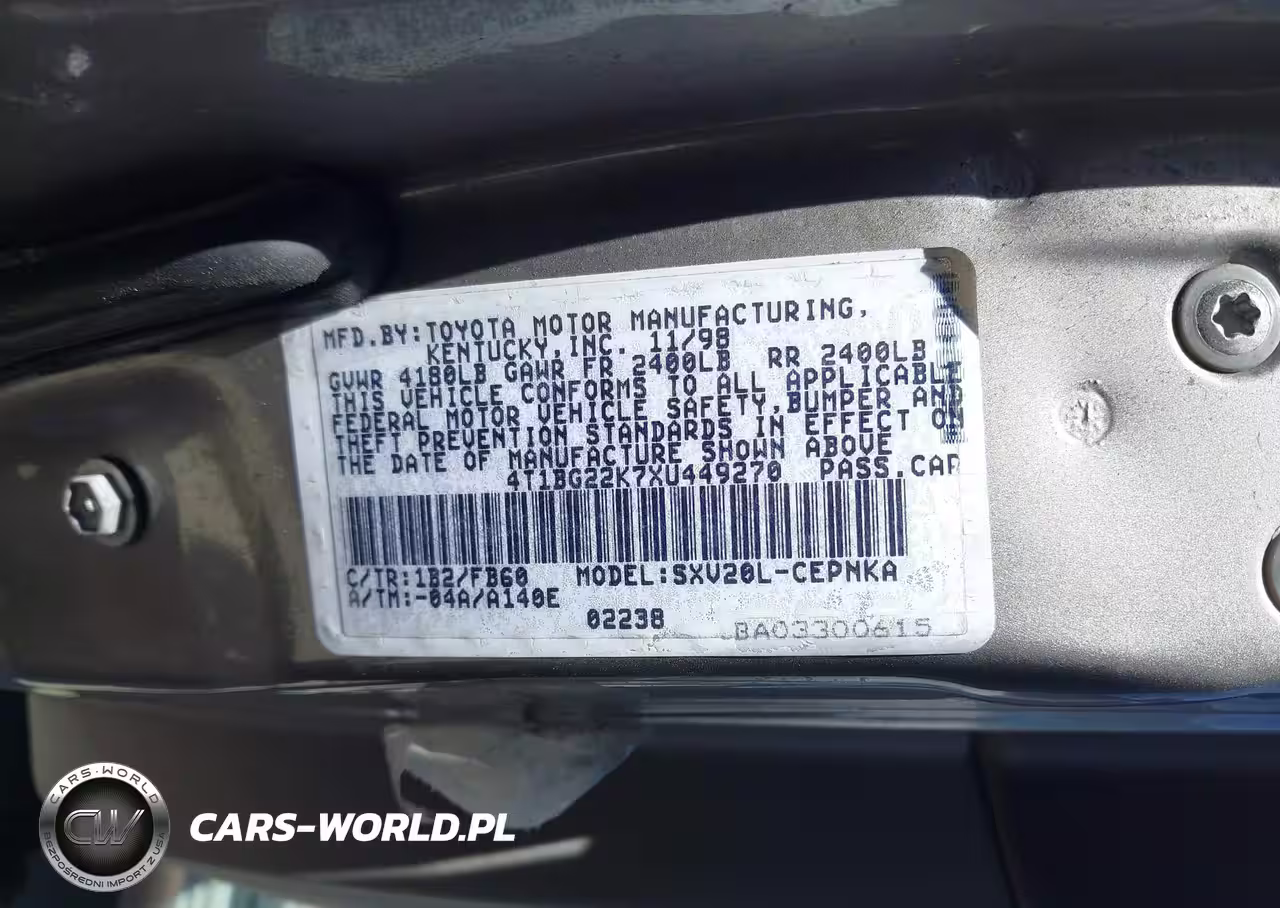 MFD.BY:TOYOTA MOTOR MANUFACTURING,
KENTUCKY,INC. 11/98
GVWR 4180LB GAWR FR 2400LB RR 2400LB
THIS VEHICLE CONFORMS TO ALL APPLICABLE
FEDERAL MOTOR VEHICLE SAFETY,BUMPER AND
THEFT PREVENTION STANDARDS IN EFFECT ON
THE DATE OF MANUFACTURE SHOWN ABOVE
4T1BG22K7XU449270 PASS.CAR
C/TR:1B2/FB60 MODEL:SXV20L-CEPNKA
A/TM:-04A/A140E
02238 BA03300615
CARS-WORLD
CW
BEZPOŚREDNI IMPORT Z USA
CARS-WORLD.PL